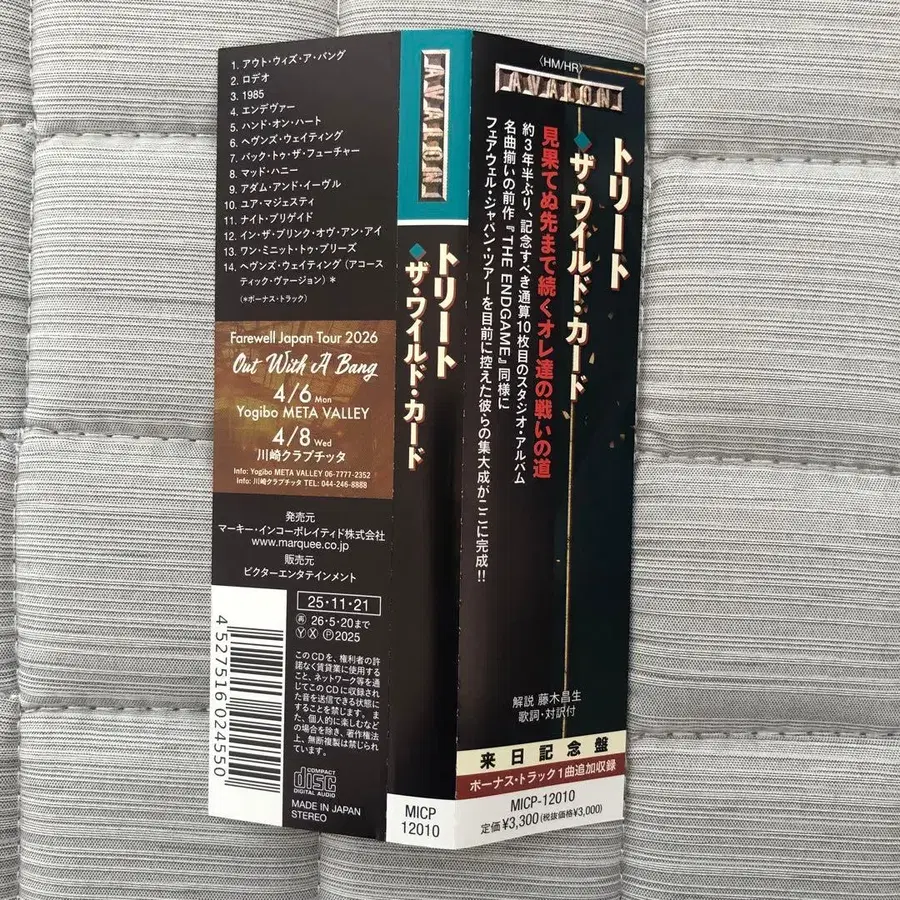 1. アウト・ウィズ・ア・バング
2. ロデオ
3. 1985
4. エンデヴァー
5. ハンド・オン・ハート
6. ヘヴンズ・ウェイティング
7. バック・トゥ・ザ・フューチャー
8. マッド・ハニー
9. アダム・アンド・イーヴル
10. ユア・マジェスティ
11. ナイト・ブリゲイド
12. イン・ザ・ブリンク・オヴ・アン・アイ
13. ワン・ミニット・トゥ・ブリーズ
14. ヘヴンズ・ウェイティング (アコース
ティック・ヴァージョン) *
(*ボーナス・トラック)
Farewell Japan Tour 2026
Out With A Bang
4/6 Mon
Yogibo META VALLEY
4/8 Wed
川崎クラブチッタ
Info: Yogibo META VALLEY 06-7777-2352
Info: 川崎クラブチッタ TEL: 044-246-8888
発売元
マーキー・インコーポレイティド株式会社
www.marquee.co.jp
販売元
ビクターエンタテインメント
4527516024550
25・11・21
再 26・5・20まで
Ⓨ Ⓧ Ⓟ2025
このCDを、権利者の許
諾なく賃貸業に使用する
こと、ネットワーク等を通
じてこのCDに収録され
た音を送信できる状態に
することを禁じます。ま
た、個人的に楽しむなど
の場合を除き、著作権法
上、無断複製は禁じられて
います。
COMPACT
disc
DIGITAL AUDIO
MADE IN JAPAN
STEREO
AVALON
トリート
◆ザ・ワイルド・カード
MICP
12010
〈HM/HR〉
AVALON
トリート
◆ザ・ワイルド・カード
見果てぬ先まで続くオレ達の戦いの道
約3年半ぶり、記念すべき通算10枚目のスタジオ・アルバム
名曲揃いの前作『THE ENDGAME』同様に
フェアウェル・ジャパン・ツアーを目前に控えた彼らの集大成がここに完成!!
解説 藤木昌生
歌詞・対訳付
来日記念盤
ボーナス・トラック1曲追加収録
MICP-12010
定価¥3,300(税抜価格¥3,000)